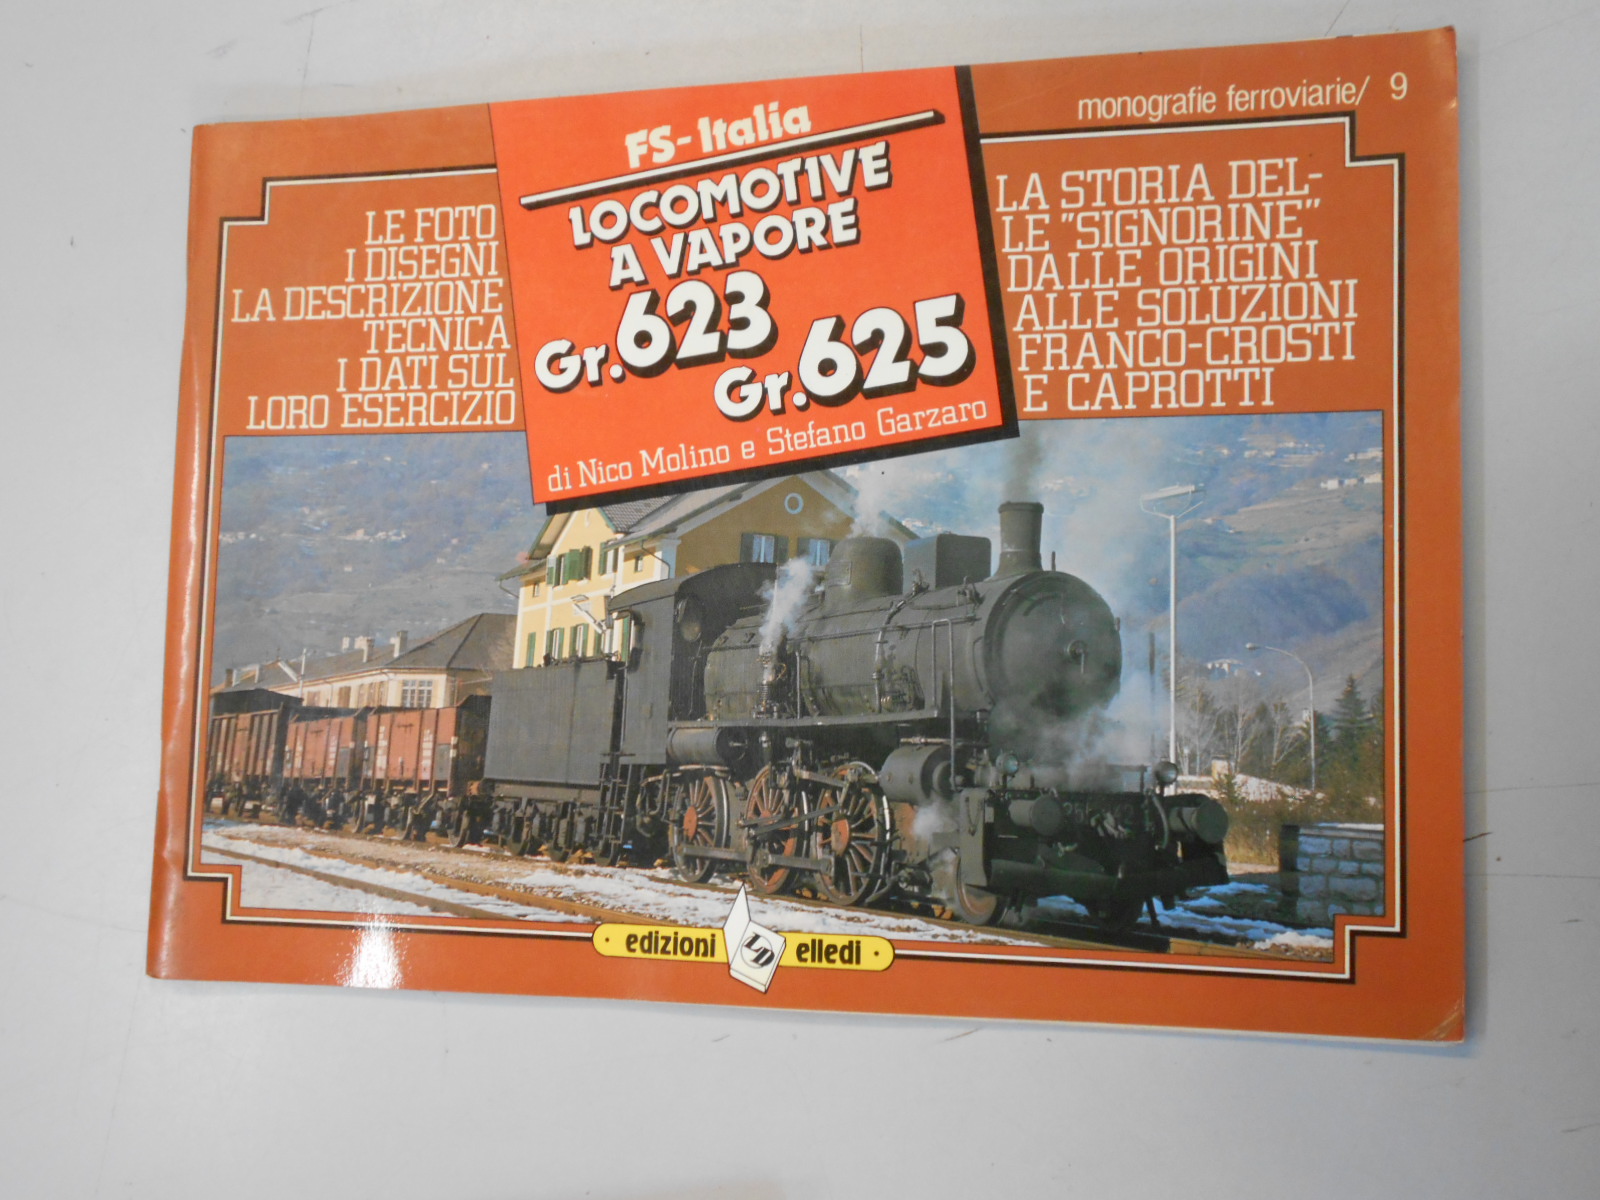 monografie ferroviarie/ 9
FS-Italia
LOCOMOTIVE
A VAPORE
Gr.623
Gr.625
di Nico Molino e Stefano Garzaro
LE FOTO
I DISEGNI
LA DESCRIZIONE
TECNICA
I DATI SUL
LORO ESERCIZIO
LA STORIA DEL-
LE "SIGNORINE"
DALLE ORIGINI
ALLE SOLUZIONI
FRANCO-CROSTI
E CAPROTTI
· edizioni LD elledi ·